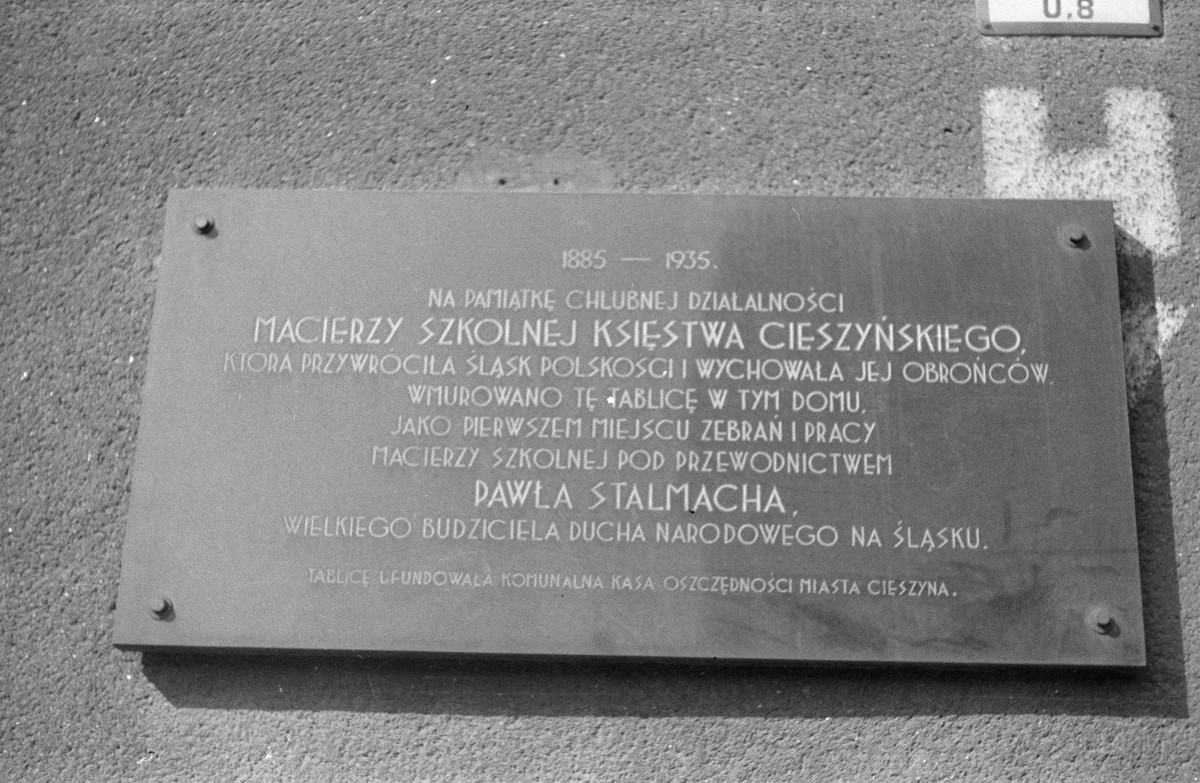 0,8
H
1885 — 1935.
NA PAMIĄTKĘ CHLUBNEJ DZIAŁALNOŚCI
MACIERZY SZKOLNEJ KSIĘSTWA CIESZYŃSKIEGO,
KTÓRA PRZYWRÓCIŁA ŚLĄSK POLSKOŚCI I WYCHOWAŁA JEJ OBROŃCÓW.
WMUROWANO TĘ TABLICĘ W TYM DOMU,
JAKO PIERWSZEM MIEJSCU ZEBRAŃ I PRACY
MACIERZY SZKOLNEJ POD PRZEWODNICTWEM
PAWŁA STALMACHA,
WIELKIEGO BUDZICIELA DUCHA NARODOWEGO NA ŚLĄSKU.
TABLICĘ UFUNDOWAŁA KOMUNALNA KASA OSZCZĘDNOŚCI MIASTA CIESZYNA.